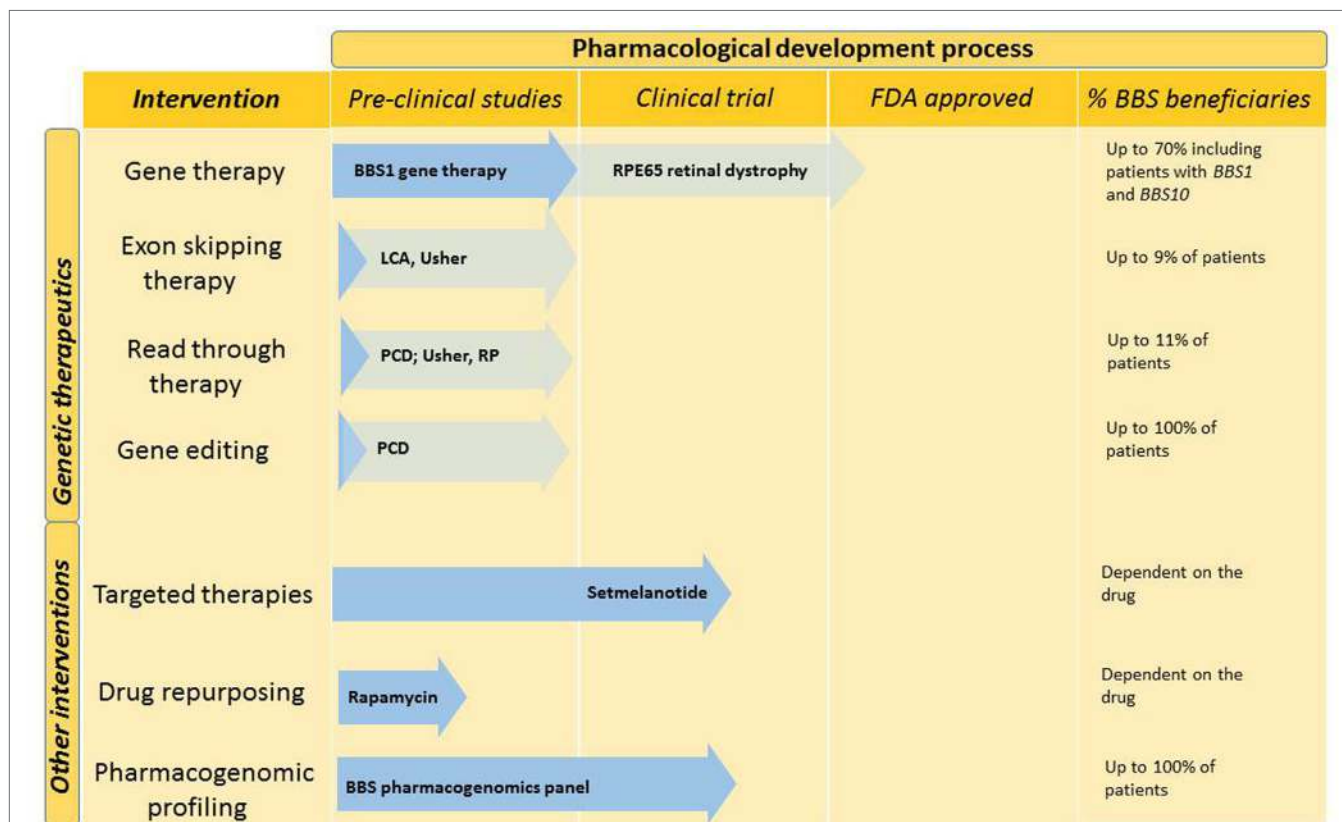 Pharmacological development process
Intervention
Pre-clinical studies
Clinical trial
FDA approved
% BBS beneficiaries
Genetic therapeutics
Gene therapy
BBS1 gene therapy
RPE65 retinal dystrophy
Up to 70% including
patients with BBS1
and BBS10
Exon skipping
therapy
LCA, Usher
Up to 9% of patients
Read through
therapy
PCD; Usher, RP
Up to 11% of
patients
Gene editing
PCD
Up to 100% of
patients
Other interventions
Targeted therapies
Setmelanotide
Dependent on the
drug
Drug repurposing
Rapamycin
Dependent on the
drug
Pharmacogenomic
profiling
BBS pharmacogenomics panel
Up to 100% of
patients